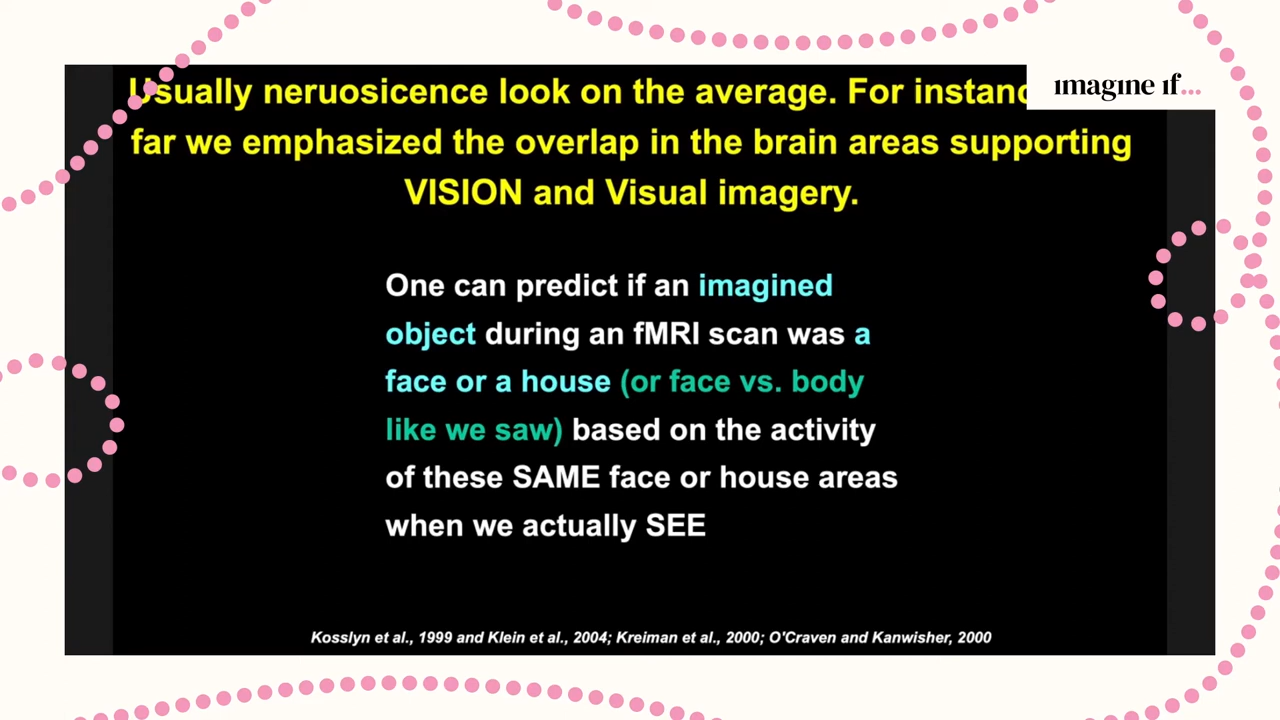 Usually neruosicence look on the average. For instanc
imagine if...
far we emphasized the overlap in the brain areas supporting
VISION and Visual imagery.
One can predict if an imagined
object during an fMRI scan was a
face or a house (or face vs. body
like we saw) based on the activity
of these SAME face or house areas
when we actually SEE
Kosslyn et al., 1999 and Klein et al., 2004; Kreiman et al., 2000; O'Craven and Kanwisher, 2000